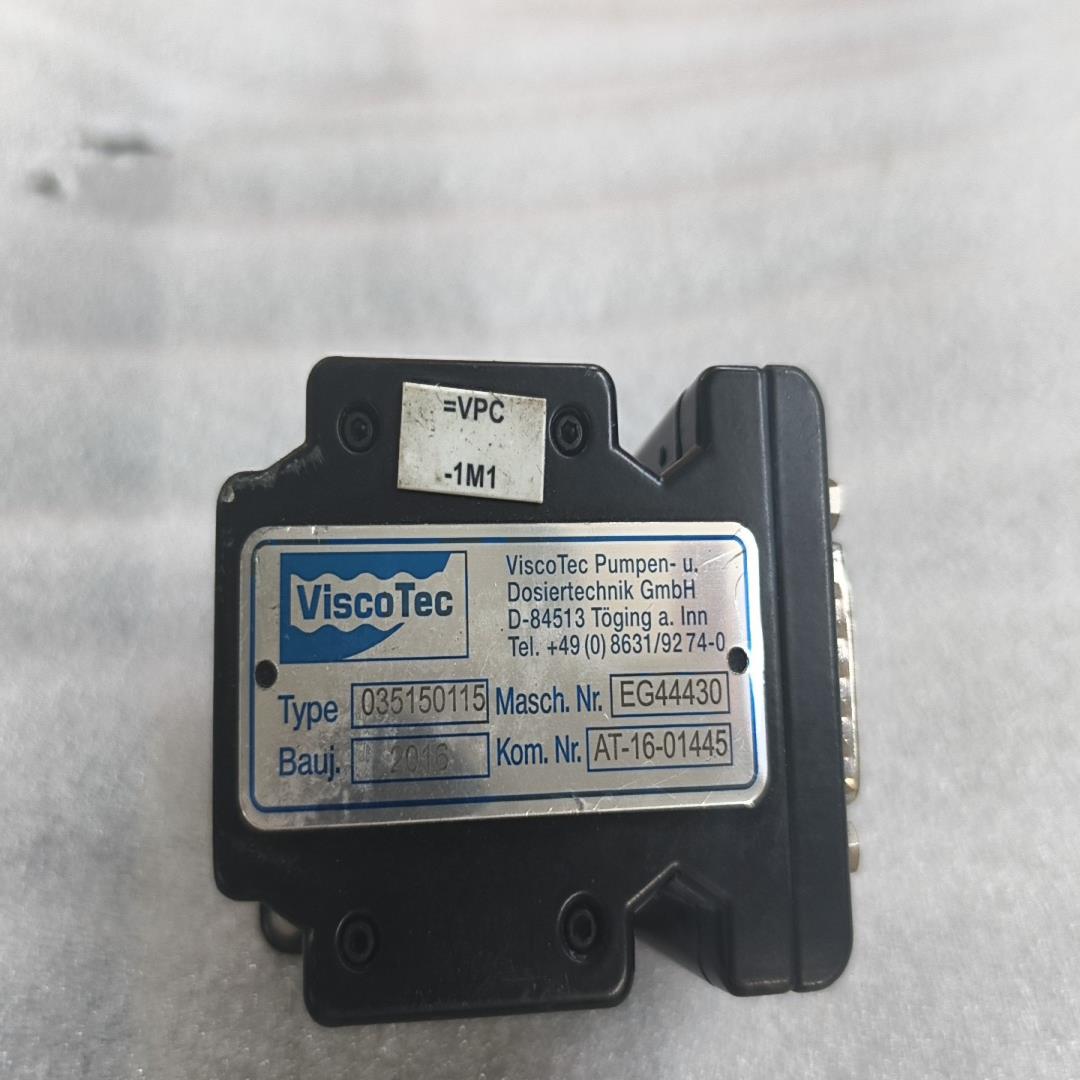 =VPC
-1M1
ViscoTec
ViscoTec Pumpen- u.
Dosiertechnik GmbH
D-84513 Töging a. Inn
Tel. +49 (0) 8631/92 74-0
Type 035150115 Masch. Nr. EG44430
Bauj. 2016 Kom. Nr. AT-16-01445